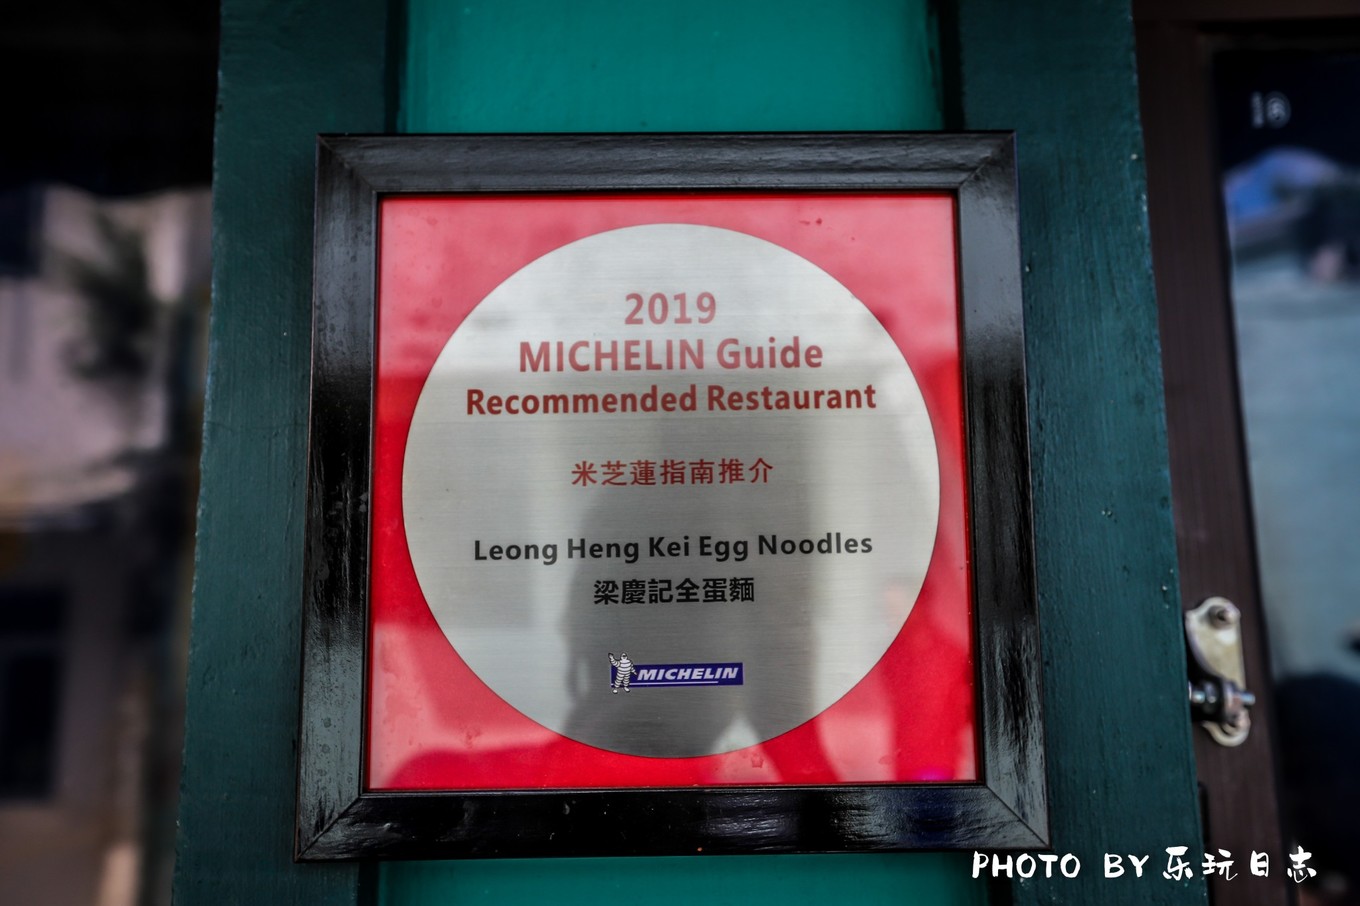 2019
MICHELIN Guide
Recommended Restaurant
米芝蓮指南推介
Leong Heng Kei Egg Noodles
梁慶記全蛋麵
MICHELIN
PHOTO BY 乐玩日志